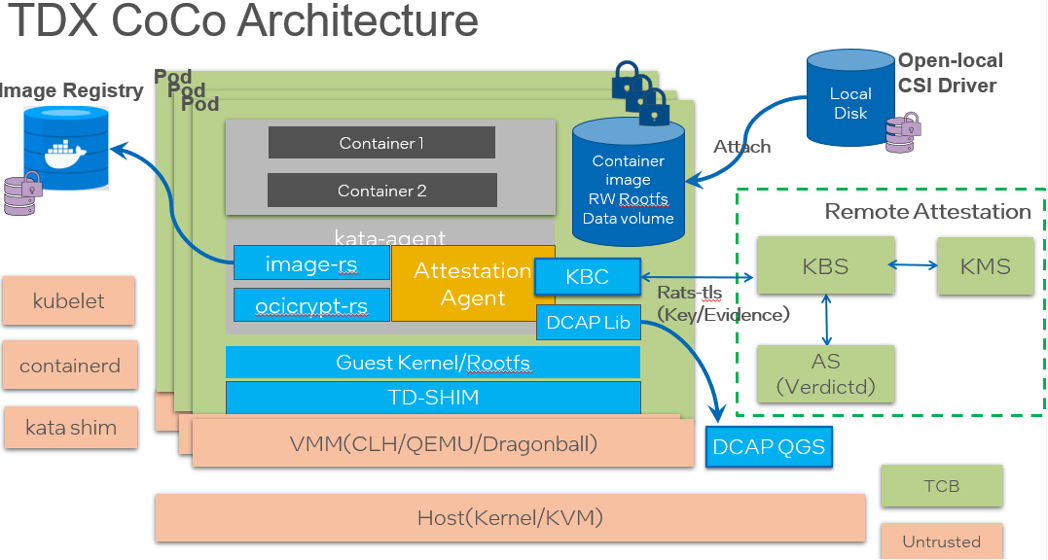 TDX CoCo Architecture
Image Registry
Pod
Pod
Pod
Container 1
Container 2
kata-agent
image-rs
ocicrypt-rs
Attestation
Agent
KBC
DCAP Lib
Guest Kernel/Rootfs
TD-SHIM
VMM(CLH/QEMU/Dragonball)
Host(Kernel/KVM)
kubelet
containerd
kata shim
Container
image
RW Rootfs
Data volume
Attach
Local
Disk
Open-local
CSI Driver
Remote Attestation
KBS
KMS
Rats-tls
(Key/Evidence)
AS
(Verdictd)
DCAP QGS
TCB
Untrusted